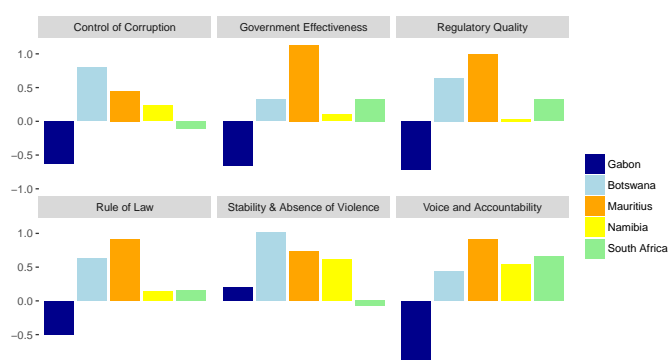 Control of Corruption
Government Effectiveness
Regulatory Quality
1.0
0.5
0.0
−0.5
−1.0
Rule of Law
Stability & Absence of Violence
Voice and Accountability
1.0
0.5
0.0
−0.5
Gabon
Botswana
Mauritius
Namibia
South Africa